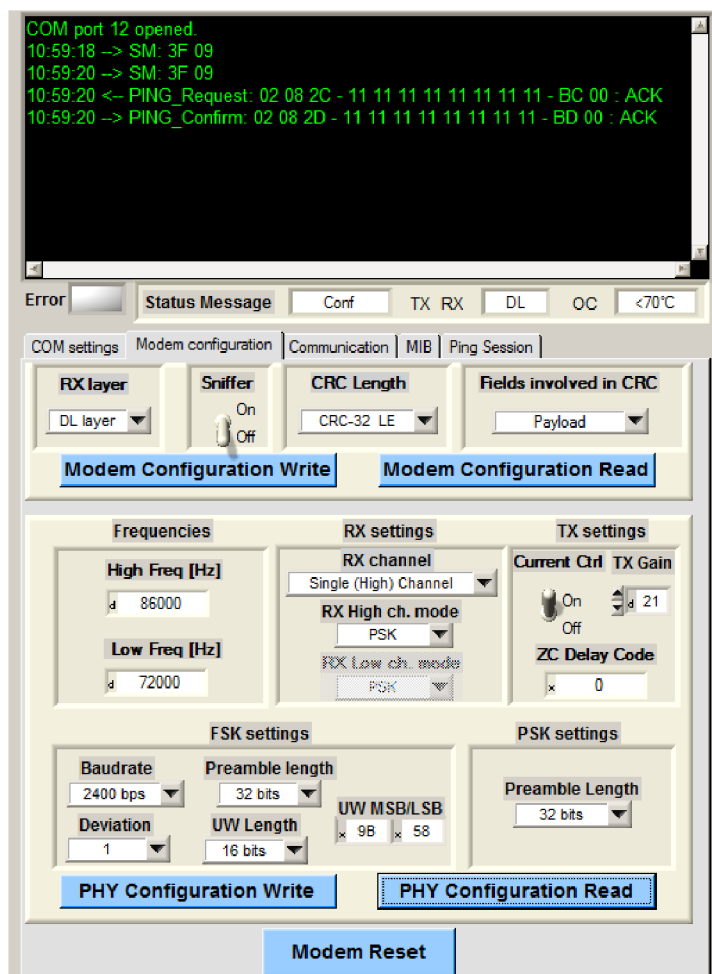 COM port 12 opened.
10:59:18 --> SM: 3F 09
10:59:20 --> SM: 3F 09
10:59:20 <-- PING_Request: 02 08 2C - 11 11 11 11 11 11 11 11 - BC 00 : ACK
10:59:20 --> PING_Confirm: 02 08 2D - 11 11 11 11 11 11 11 11 - BD 00 : ACK
Error Status Message Conf TX RX DL OC <70°C
COM settings Modem configuration Communication MIB Ping Session
RX layer Sniffer CRC Length Fields involved in CRC
On
DL layer CRC-32 LE Payload
Off
Modem Configuration Write Modem Configuration Read
Frequencies RX settings TX settings
High Freq [Hz] RX channel Current Ctrl TX Gain
Single (High) Channel
d 86000 On d 21
RX High ch. mode
Off
PSK
Low Freq [Hz] RX Low ch. mode ZC Delay Code
d 72000 PSK x 0
FSK settings PSK settings
Baudrate Preamble length
2400 bps 32 bits Preamble Length
UW MSB/LSB
32 bits
Deviation UW Length x 9B x 58
1 16 bits
PHY Configuration Write PHY Configuration Read
Modem Reset